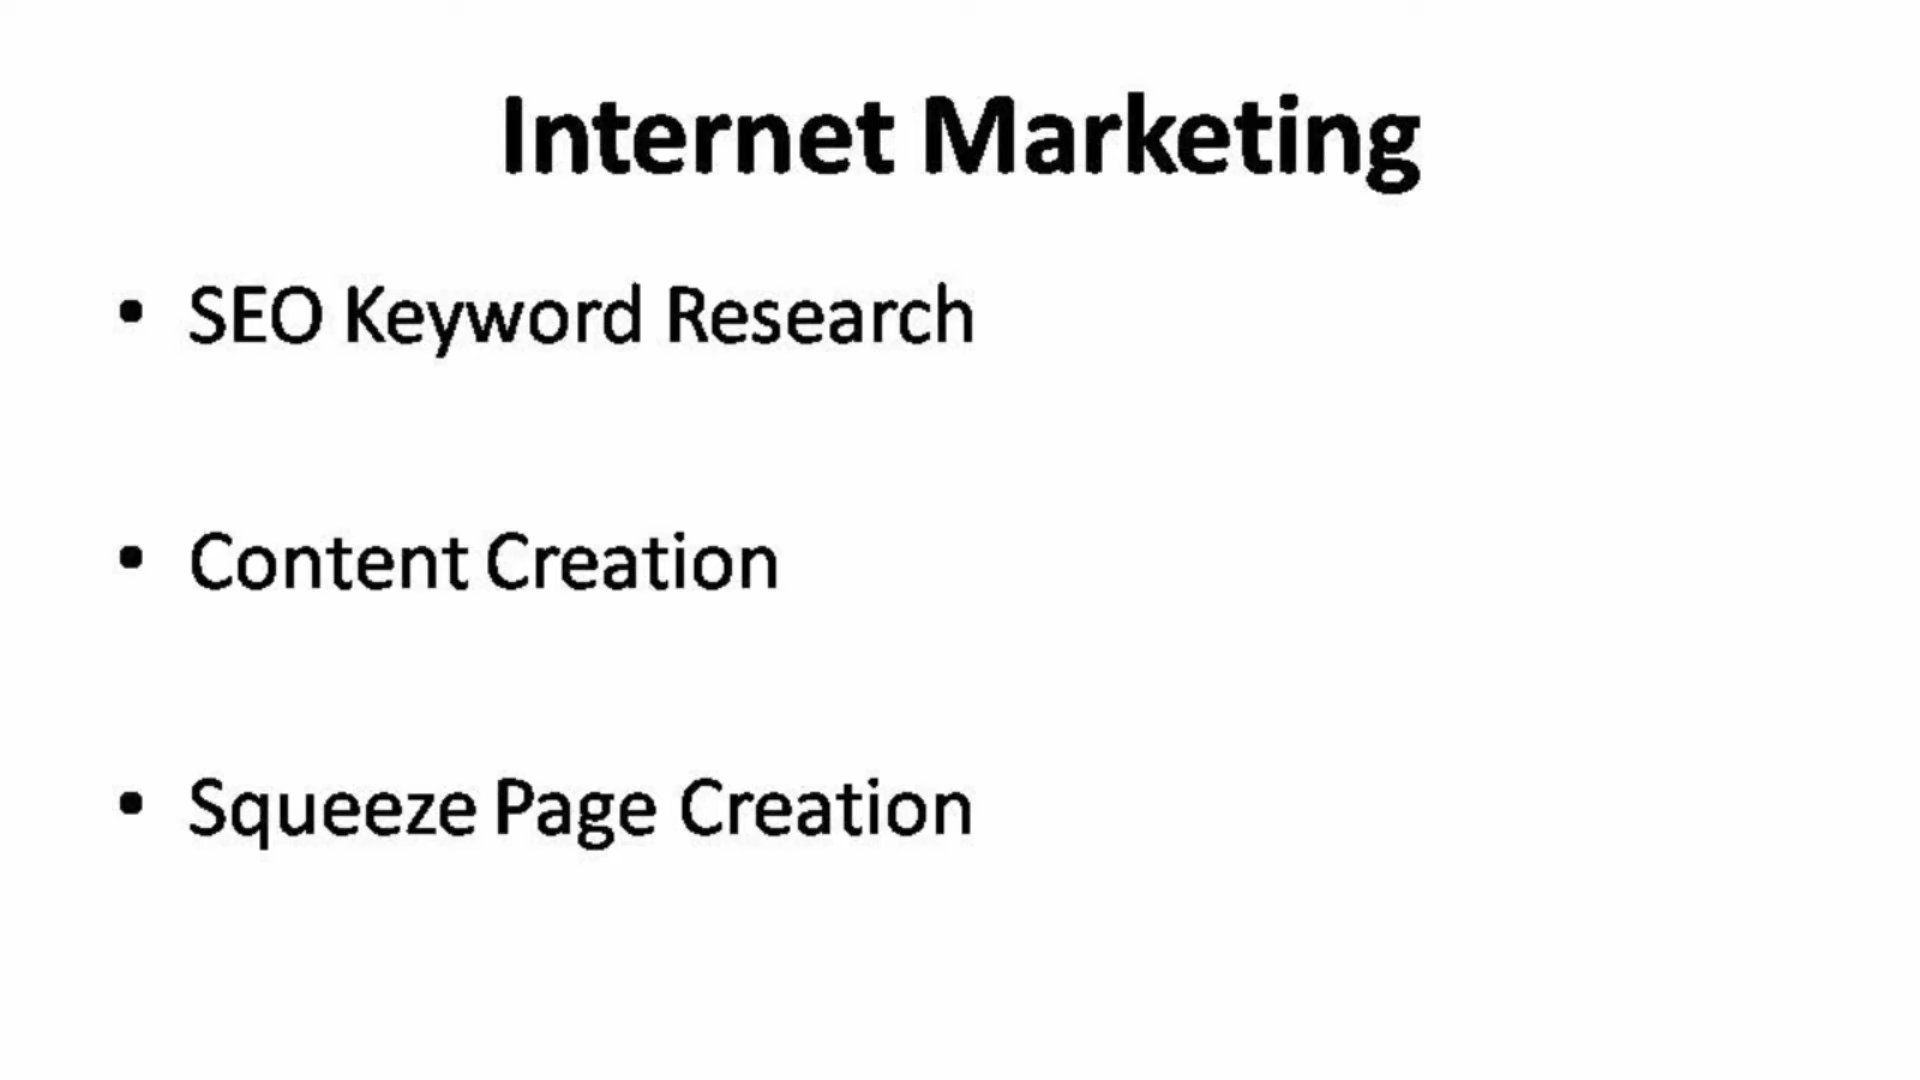 Internet Marketing
• SEO Keyword Research
• Content Creation
• Squeeze Page Creation